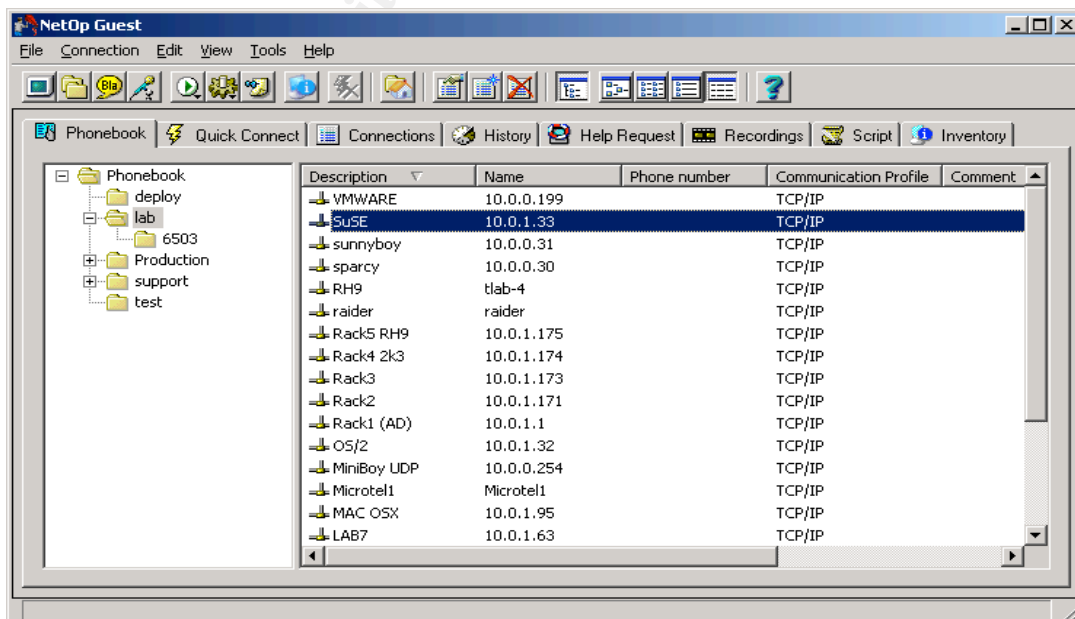 NetOp Guest
File Connection Edit View Tools Help
Bla
Phonebook Quick Connect Connections History Help Request Recordings Script Inventory
Phonebook
deploy
lab
6503
Production
support
test
Description Name Phone number Communication Profile Comment
VMWARE 10.0.0.199 TCP/IP
SuSE 10.0.1.33 TCP/IP
sunnyboy 10.0.0.31 TCP/IP
sparcy 10.0.0.30 TCP/IP
RH9 tlab-4 TCP/IP
raider raider TCP/IP
Rack5 RH9 10.0.1.175 TCP/IP
Rack4 2k3 10.0.1.174 TCP/IP
Rack3 10.0.1.173 TCP/IP
Rack2 10.0.1.171 TCP/IP
Rack1 (AD) 10.0.1.1 TCP/IP
OS/2 10.0.1.32 TCP/IP
MiniBoy UDP 10.0.0.254 TCP/IP
Microtel1 Microtel1 TCP/IP
MAC OSX 10.0.1.95 TCP/IP
LAB7 10.0.1.63 TCP/IP